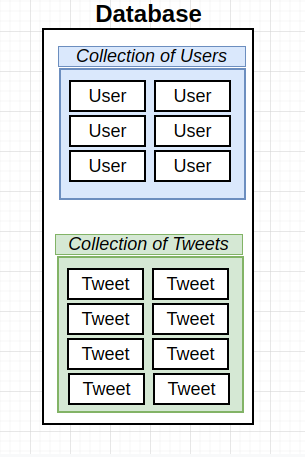 Database
Collection of Users
User User
User User
User User
Collection of Tweets
Tweet Tweet
Tweet Tweet
Tweet Tweet
Tweet Tweet